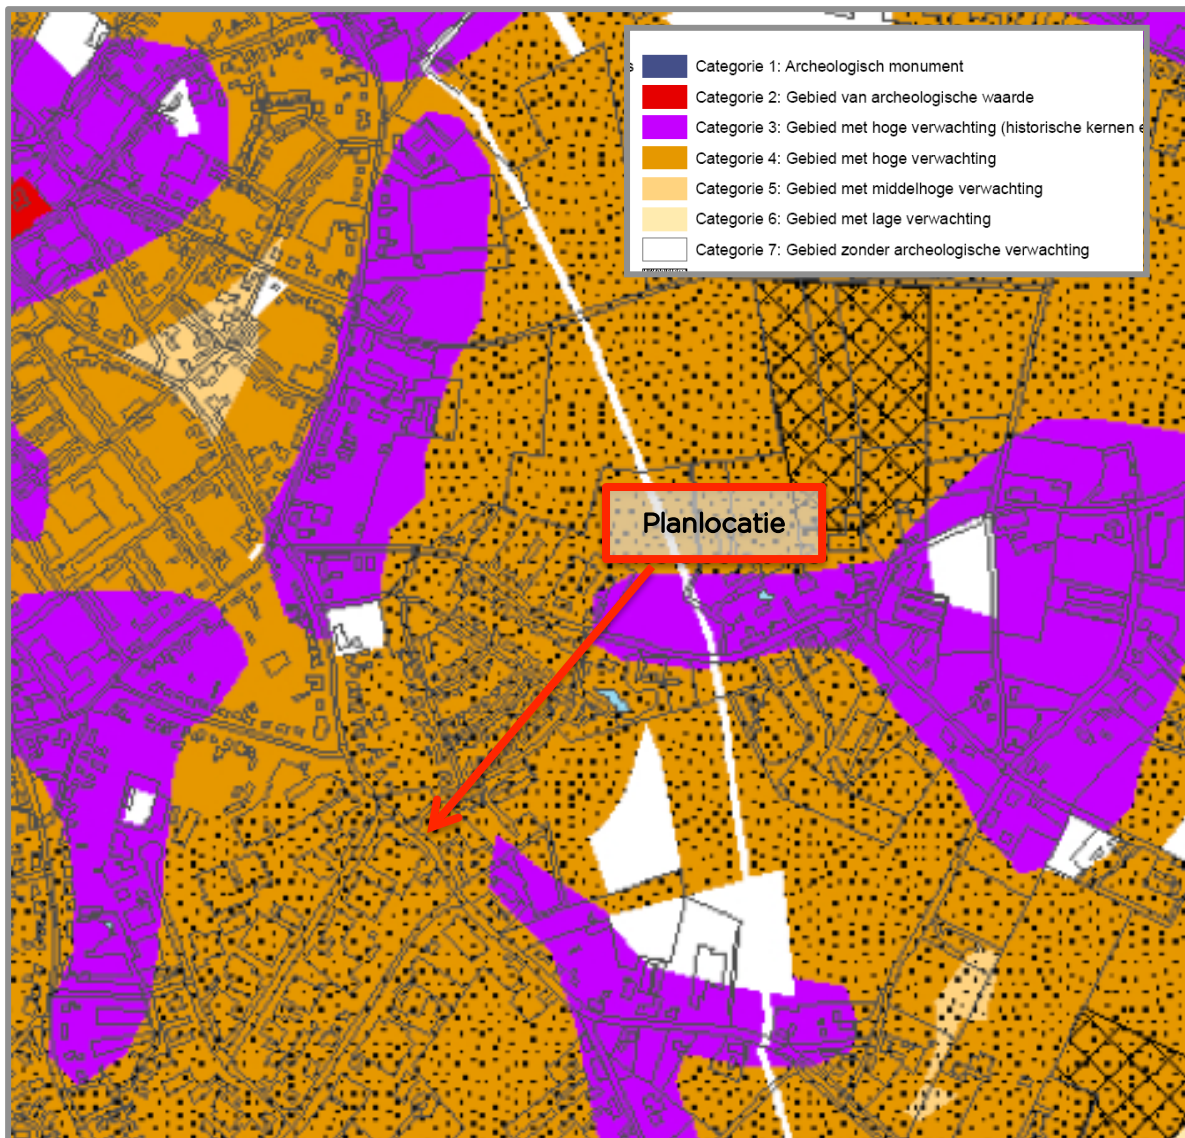 s
Categorie 1: Archeologisch monument
Categorie 2: Gebied van archeologische waarde
Categorie 3: Gebied met hoge verwachting (historische kernen e
Categorie 4: Gebied met hoge verwachting
Categorie 5: Gebied met middelhoge verwachting
Categorie 6: Gebied met lage verwachting
Categorie 7: Gebied zonder archeologische verwachting
Planlocatie